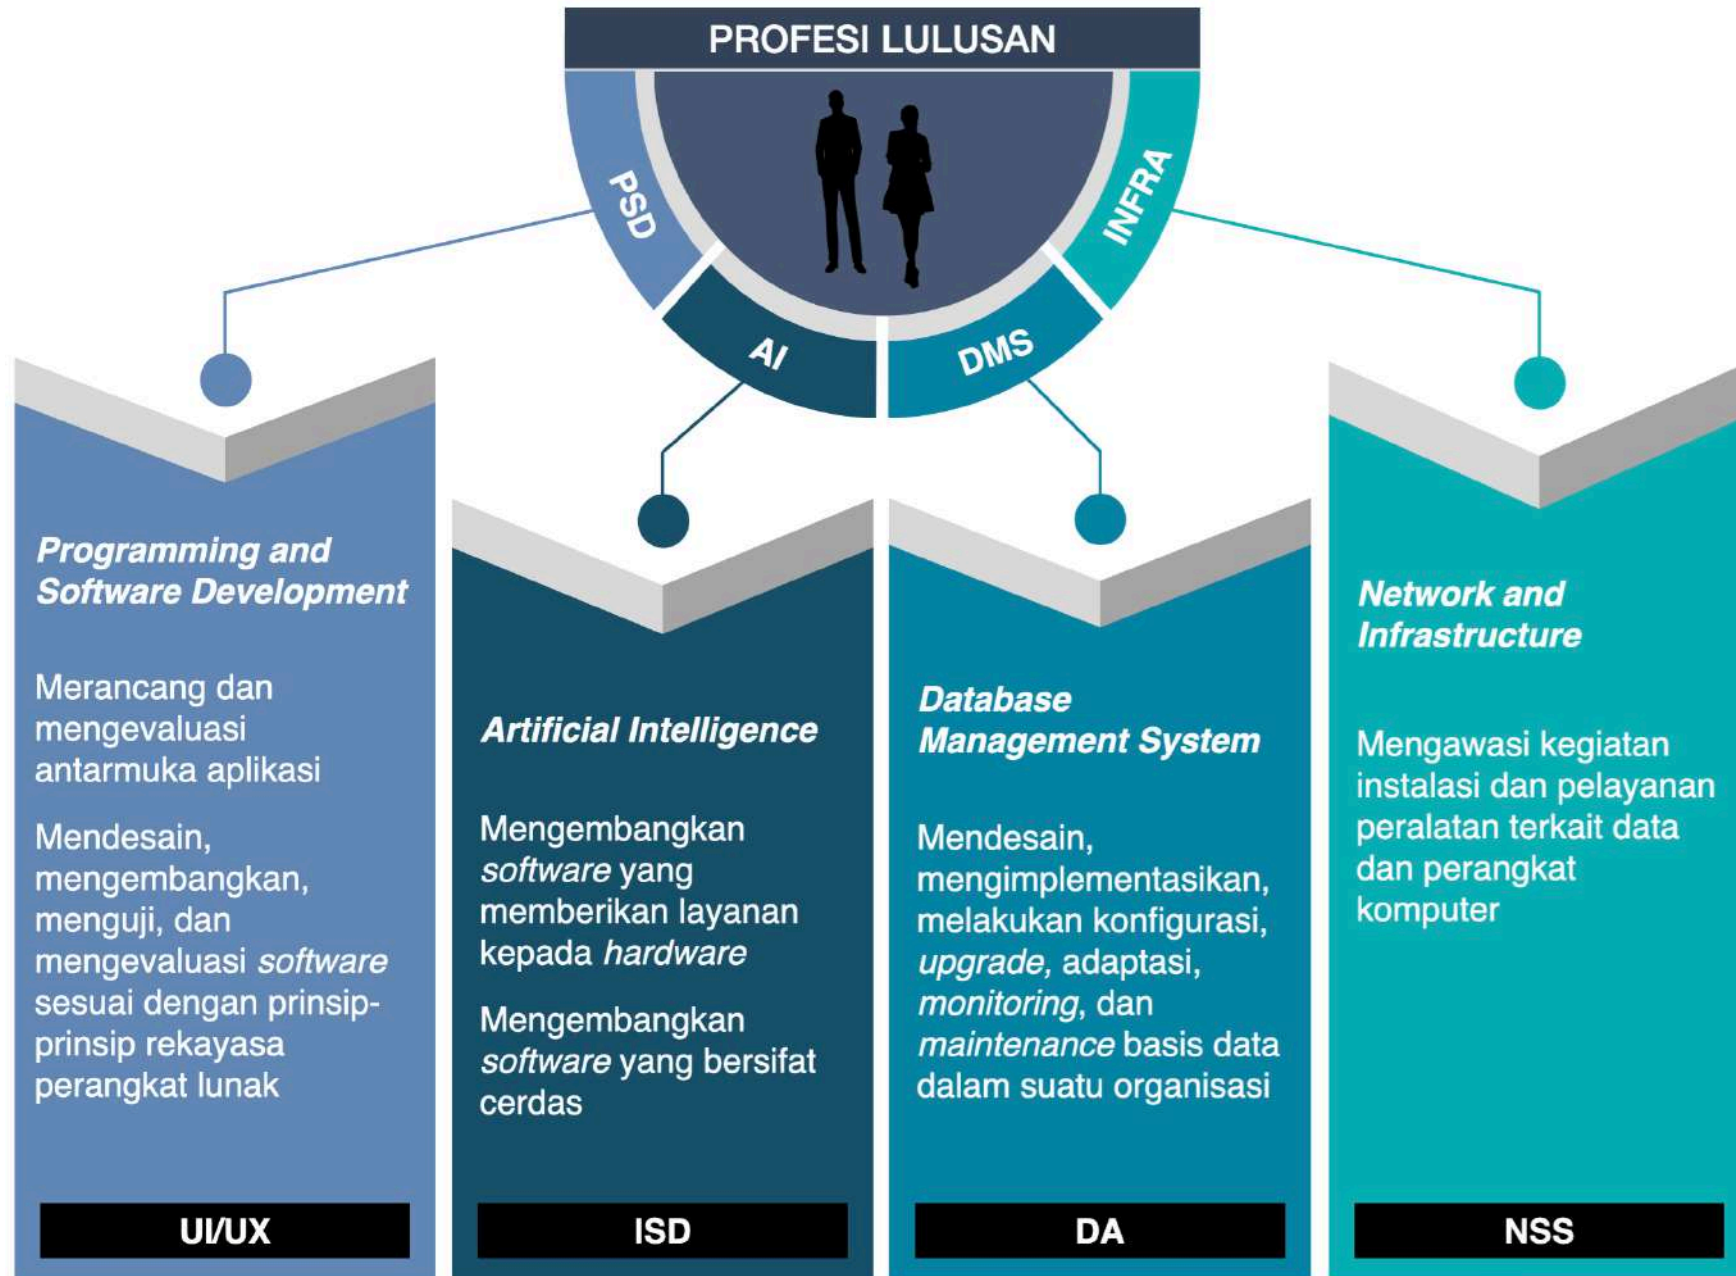 PROFESI LULUSAN
PSD
AI
DMS
INFRA
Programming and
Software Development
Merancang dan
mengevaluasi
antarmuka aplikasi
Mendesain,
mengembangkan,
menguji, dan
mengevaluasi software
sesuai dengan prinsip-
prinsip rekayasa
perangkat lunak
UI/UX
Artificial Intelligence
Mengembangkan
software yang
memberikan layanan
kepada hardware
Mengembangkan
software yang bersifat
cerdas
ISD
Database
Management System
Mendesain,
mengimplementasikan,
melakukan konfigurasi,
upgrade, adaptasi,
monitoring, dan
maintenance basis data
dalam suatu organisasi
DA
Network and
Infrastructure
Mengawasi kegiatan
instalasi dan pelayanan
peralatan terkait data
dan perangkat
komputer
NSS